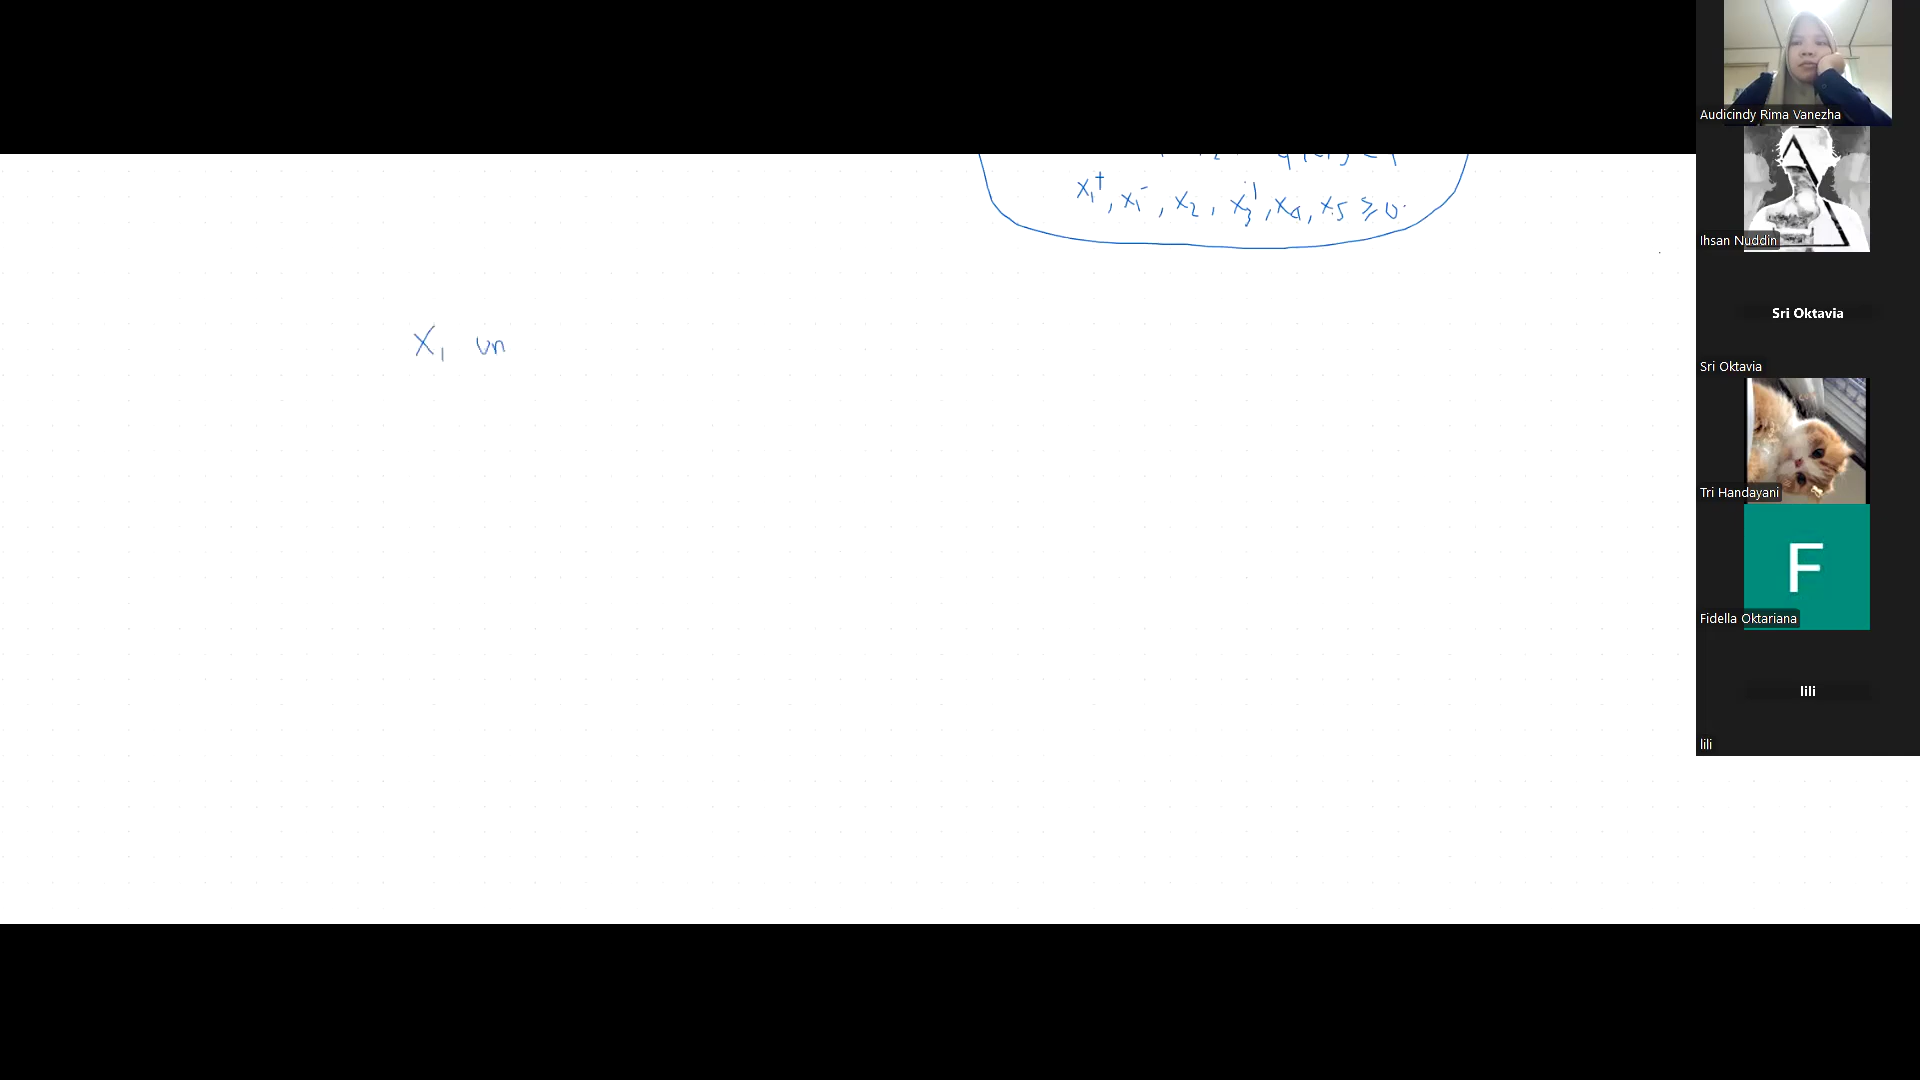 x₁⁺, x₁⁻, x₂, x₃', x₄, x₅ ≥ 0
X₁ un
Audicindy Rima Vanezha
Ihsan Nuddin
Sri Oktavia
Sri Oktavia
Tri Handayani
F
Fidella Oktariana
lili
lili